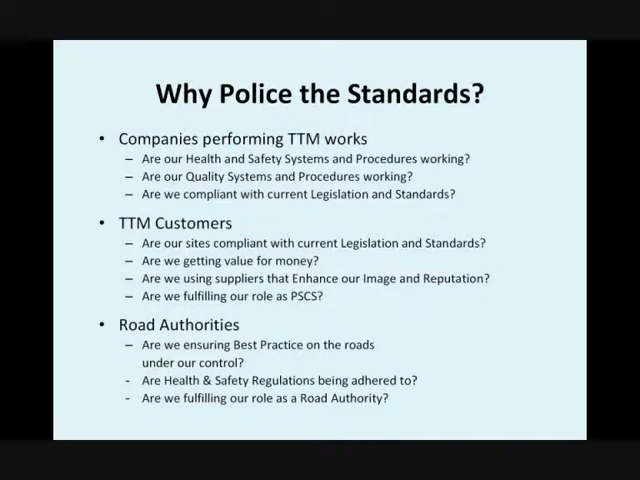 Why Police the Standards?
• Companies performing TTM works
– Are our Health and Safety Systems and Procedures working?
– Are our Quality Systems and Procedures working?
– Are we compliant with current Legislation and Standards?
• TTM Customers
– Are our sites compliant with current Legislation and Standards?
– Are we getting value for money?
– Are we using suppliers that Enhance our Image and Reputation?
– Are we fulfilling our role as PSCS?
• Road Authorities
– Are we ensuring Best Practice on the roads
under our control?
- Are Health & Safety Regulations being adhered to?
- Are we fulfilling our role as a Road Authority?